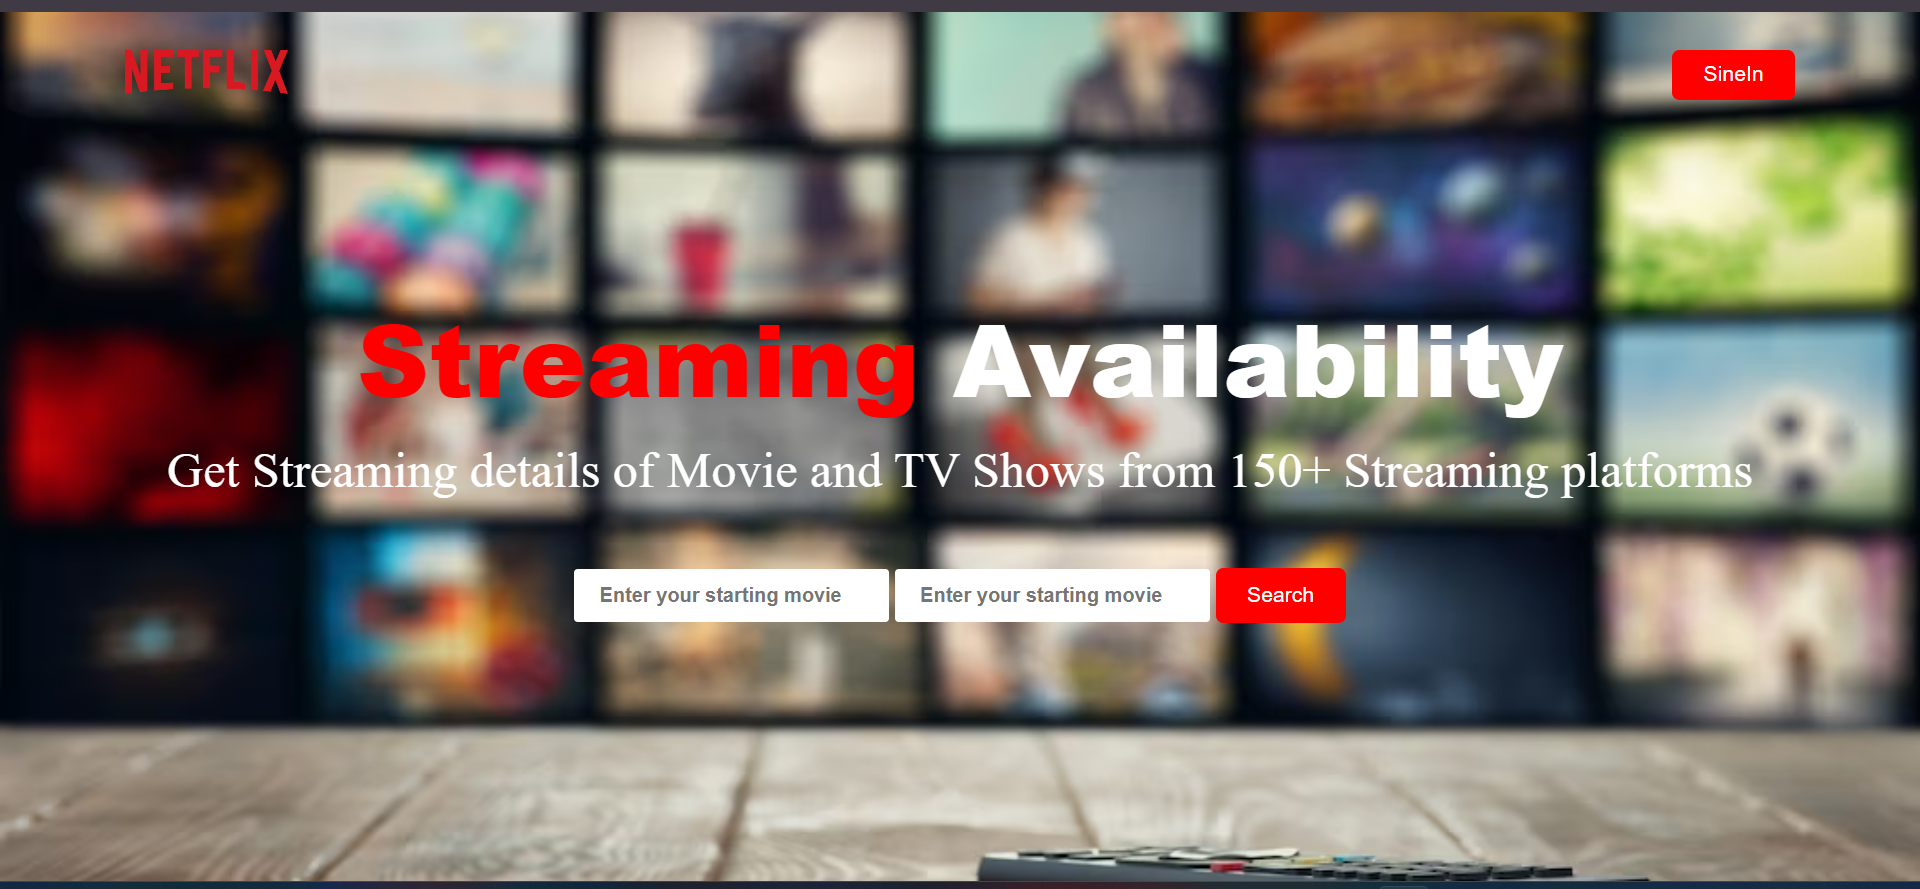 NETFLIX
SineIn
Streaming Availability
Get Streaming details of Movie and TV Shows from 150+ Streaming platforms
Enter your starting movie
Enter your starting movie
Search